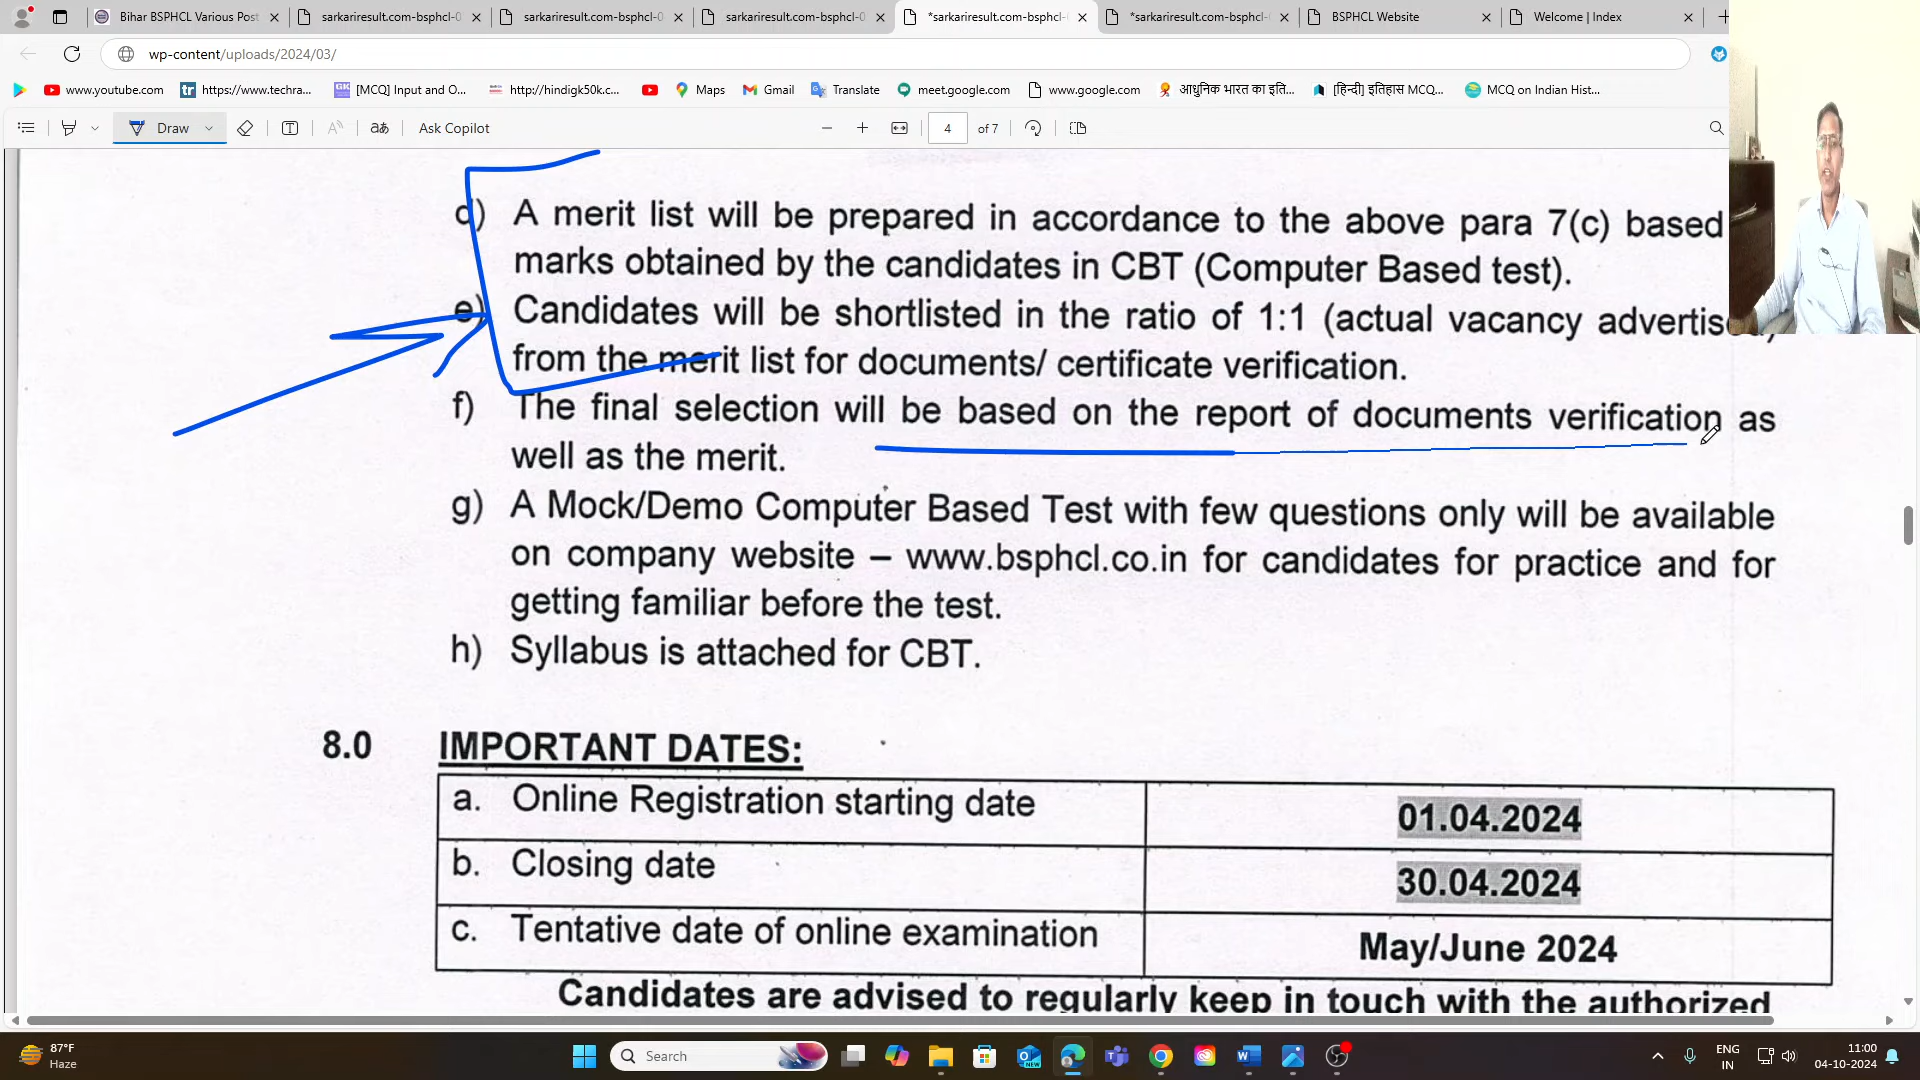 Bihar BSPHCL Various Post
sarkariresult.com-bsphcl-0
sarkariresult.com-bsphcl-0
sarkariresult.com-bsphcl-0
*sarkariresult.com-bsphcl-
*sarkariresult.com-bsphcl-
BSPHCL Website
Welcome | Index
wp-content/uploads/2024/03/
www.youtube.com
https://www.techra...
[MCQ] Input and O...
http://hindigk50k.c...
Maps
Gmail
Translate
meet.google.com
www.google.com
आधुनिक भारत का इति...
[हिन्दी] इतिहास MCQ...
MCQ on Indian Hist...
Draw
Ask Copilot
4 of 7
d) A merit list will be prepared in accordance to the above para 7(c) based
marks obtained by the candidates in CBT (Computer Based test).
e) Candidates will be shortlisted in the ratio of 1:1 (actual vacancy
from the merit list for documents/ certificate verification.
f) The final selection will be based on the report of documents verification as
well as the merit.
g) A Mock/Demo Computer Based Test with few questions only will be available
on company website – www.bsphcl.co.in for candidates for practice and for
getting familiar before the test.
h) Syllabus is attached for CBT.
8.0 IMPORTANT DATES:
a. Online Registration starting date 01.04.2024
b. Closing date 30.04.2024
c. Tentative date of online examination May/June 2024
Candidates are advised to regularly keep in touch with the authorized
87°F
Haze
Search
ENG
IN
11:00
04-10-2024